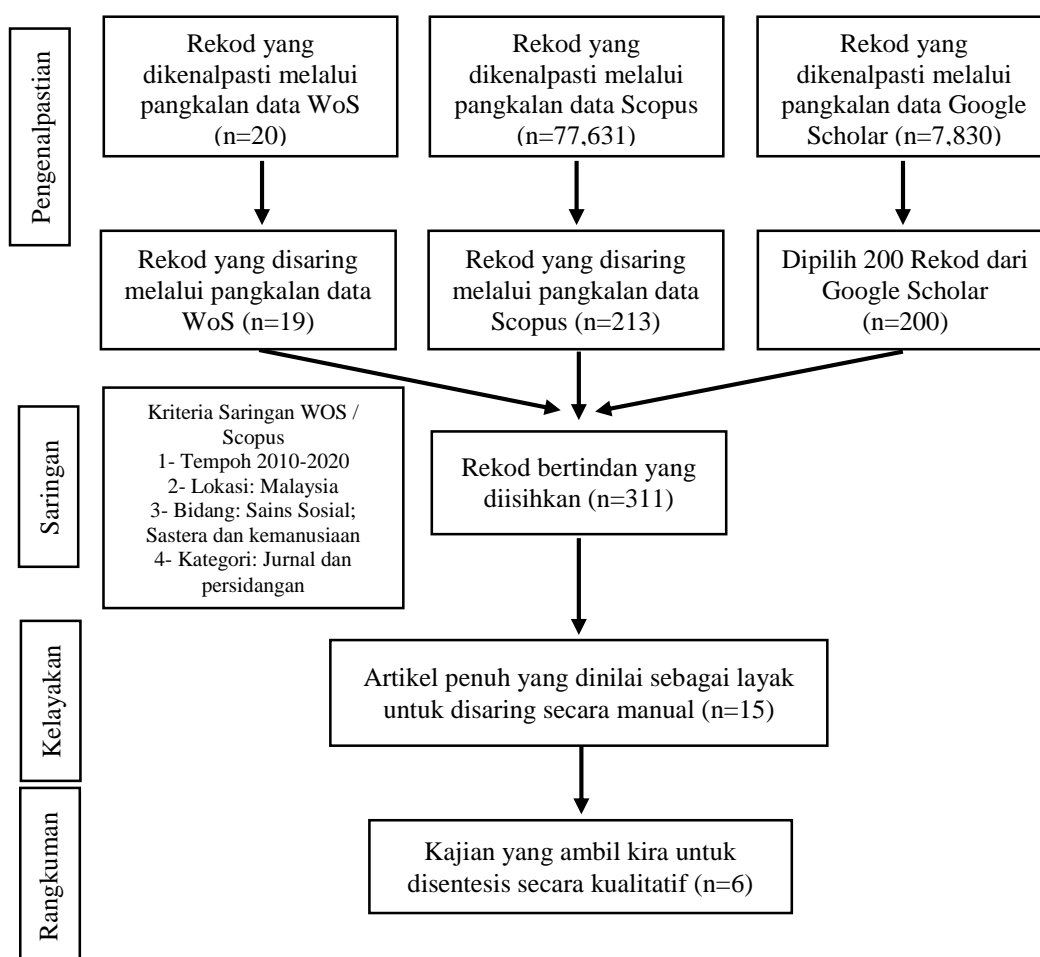 Pengenalpastian
Rekod yang
dikenalpasti melalui
pangkalan data WoS
(n=20)
Rekod yang
dikenalpasti melalui
pangkalan data Scopus
(n=77,631)
Rekod yang
dikenalpasti melalui
pangkalan data Google
Scholar (n=7,830)
Rekod yang disaring
melalui pangkalan data
WoS (n=19)
Rekod yang disaring
melalui pangkalan data
Scopus (n=213)
Dipilih 200 Rekod dari
Google Scholar
(n=200)
Saringan
Kriteria Saringan WOS /
Scopus
1- Tempoh 2010-2020
2- Lokasi: Malaysia
3- Bidang: Sains Sosial;
Sastera dan kemanusiaan
4- Kategori: Jurnal dan
persidangan
Rekod bertindan yang
diisihkan (n=311)
Kelayakan
Artikel penuh yang dinilai sebagai layak
untuk disaring secara manual (n=15)
Rangkuman
Kajian yang ambil kira untuk
disentesis secara kualitatif (n=6)